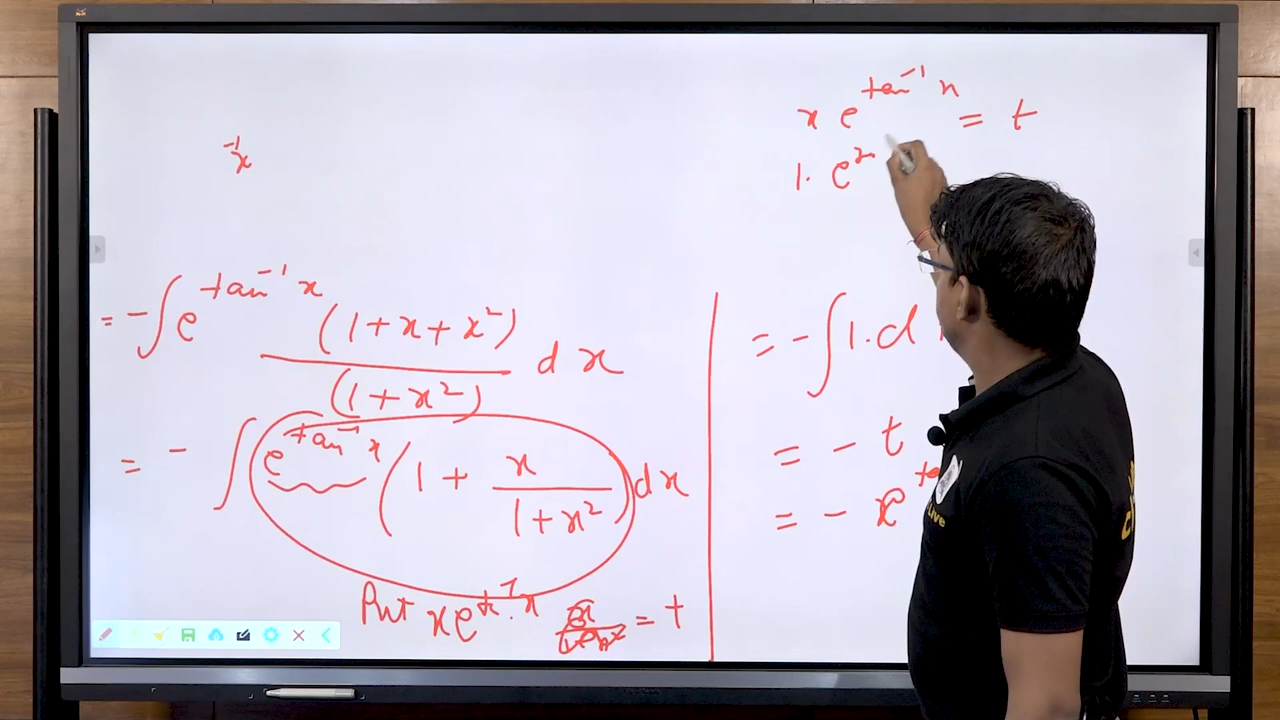 -1
x
= - ∫ e^tan⁻¹ x (1+x+x²) / (1+x²) dx
= - ∫ e^tan⁻¹ x (1 + x / 1+x²) dx
Put x e^t⁻¹.x = t
x e^tan⁻¹ x = t
1. e^
= - ∫ 1. d
= - t
= - x e
Live